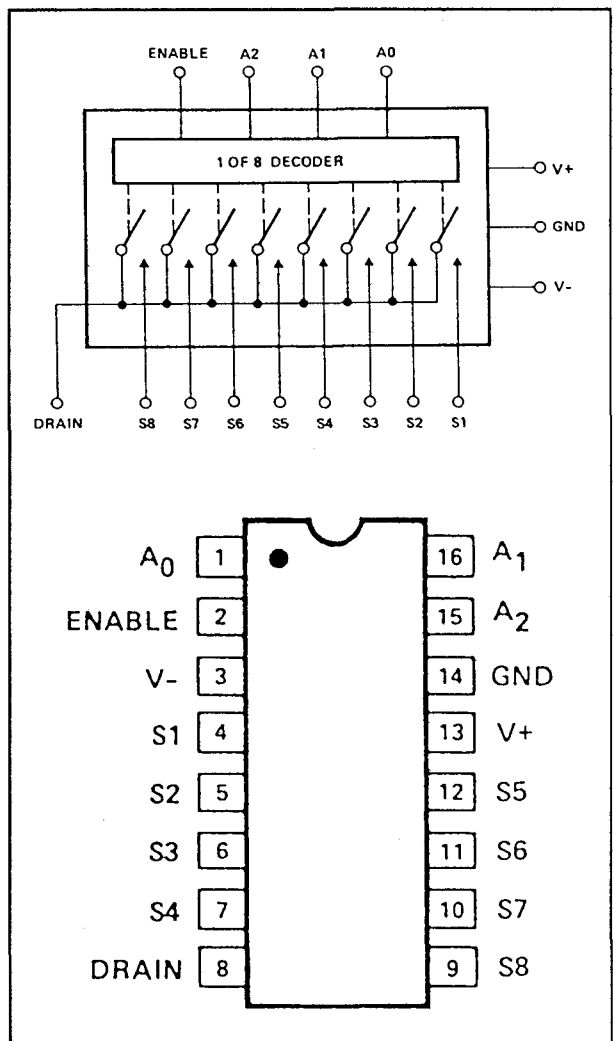 ENABLE A2 A1 A0
1 OF 8 DECODER
V+
GND
V-
DRAIN S8 S7 S6 S5 S4 S3 S2 S1
A0 1 16 A1
ENABLE 2 15 A2
V- 3 14 GND
S1 4 13 V+
S2 5 12 S5
S3 6 11 S6
S4 7 10 S7
DRAIN 8 9 S8